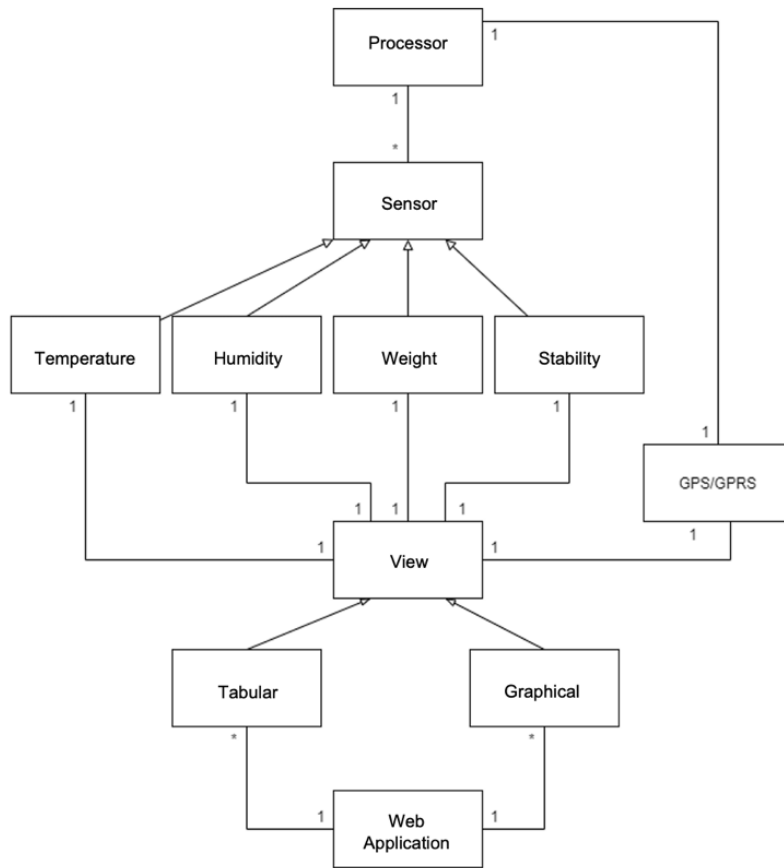 Processor
1
1
*
Sensor
Temperature
Humidity
Weight
Stability
1
1
1
1
1
GPS/GPRS
1
1
1
1
1
View
1
1
Tabular
Graphical
*
*
1
Web
Application
1